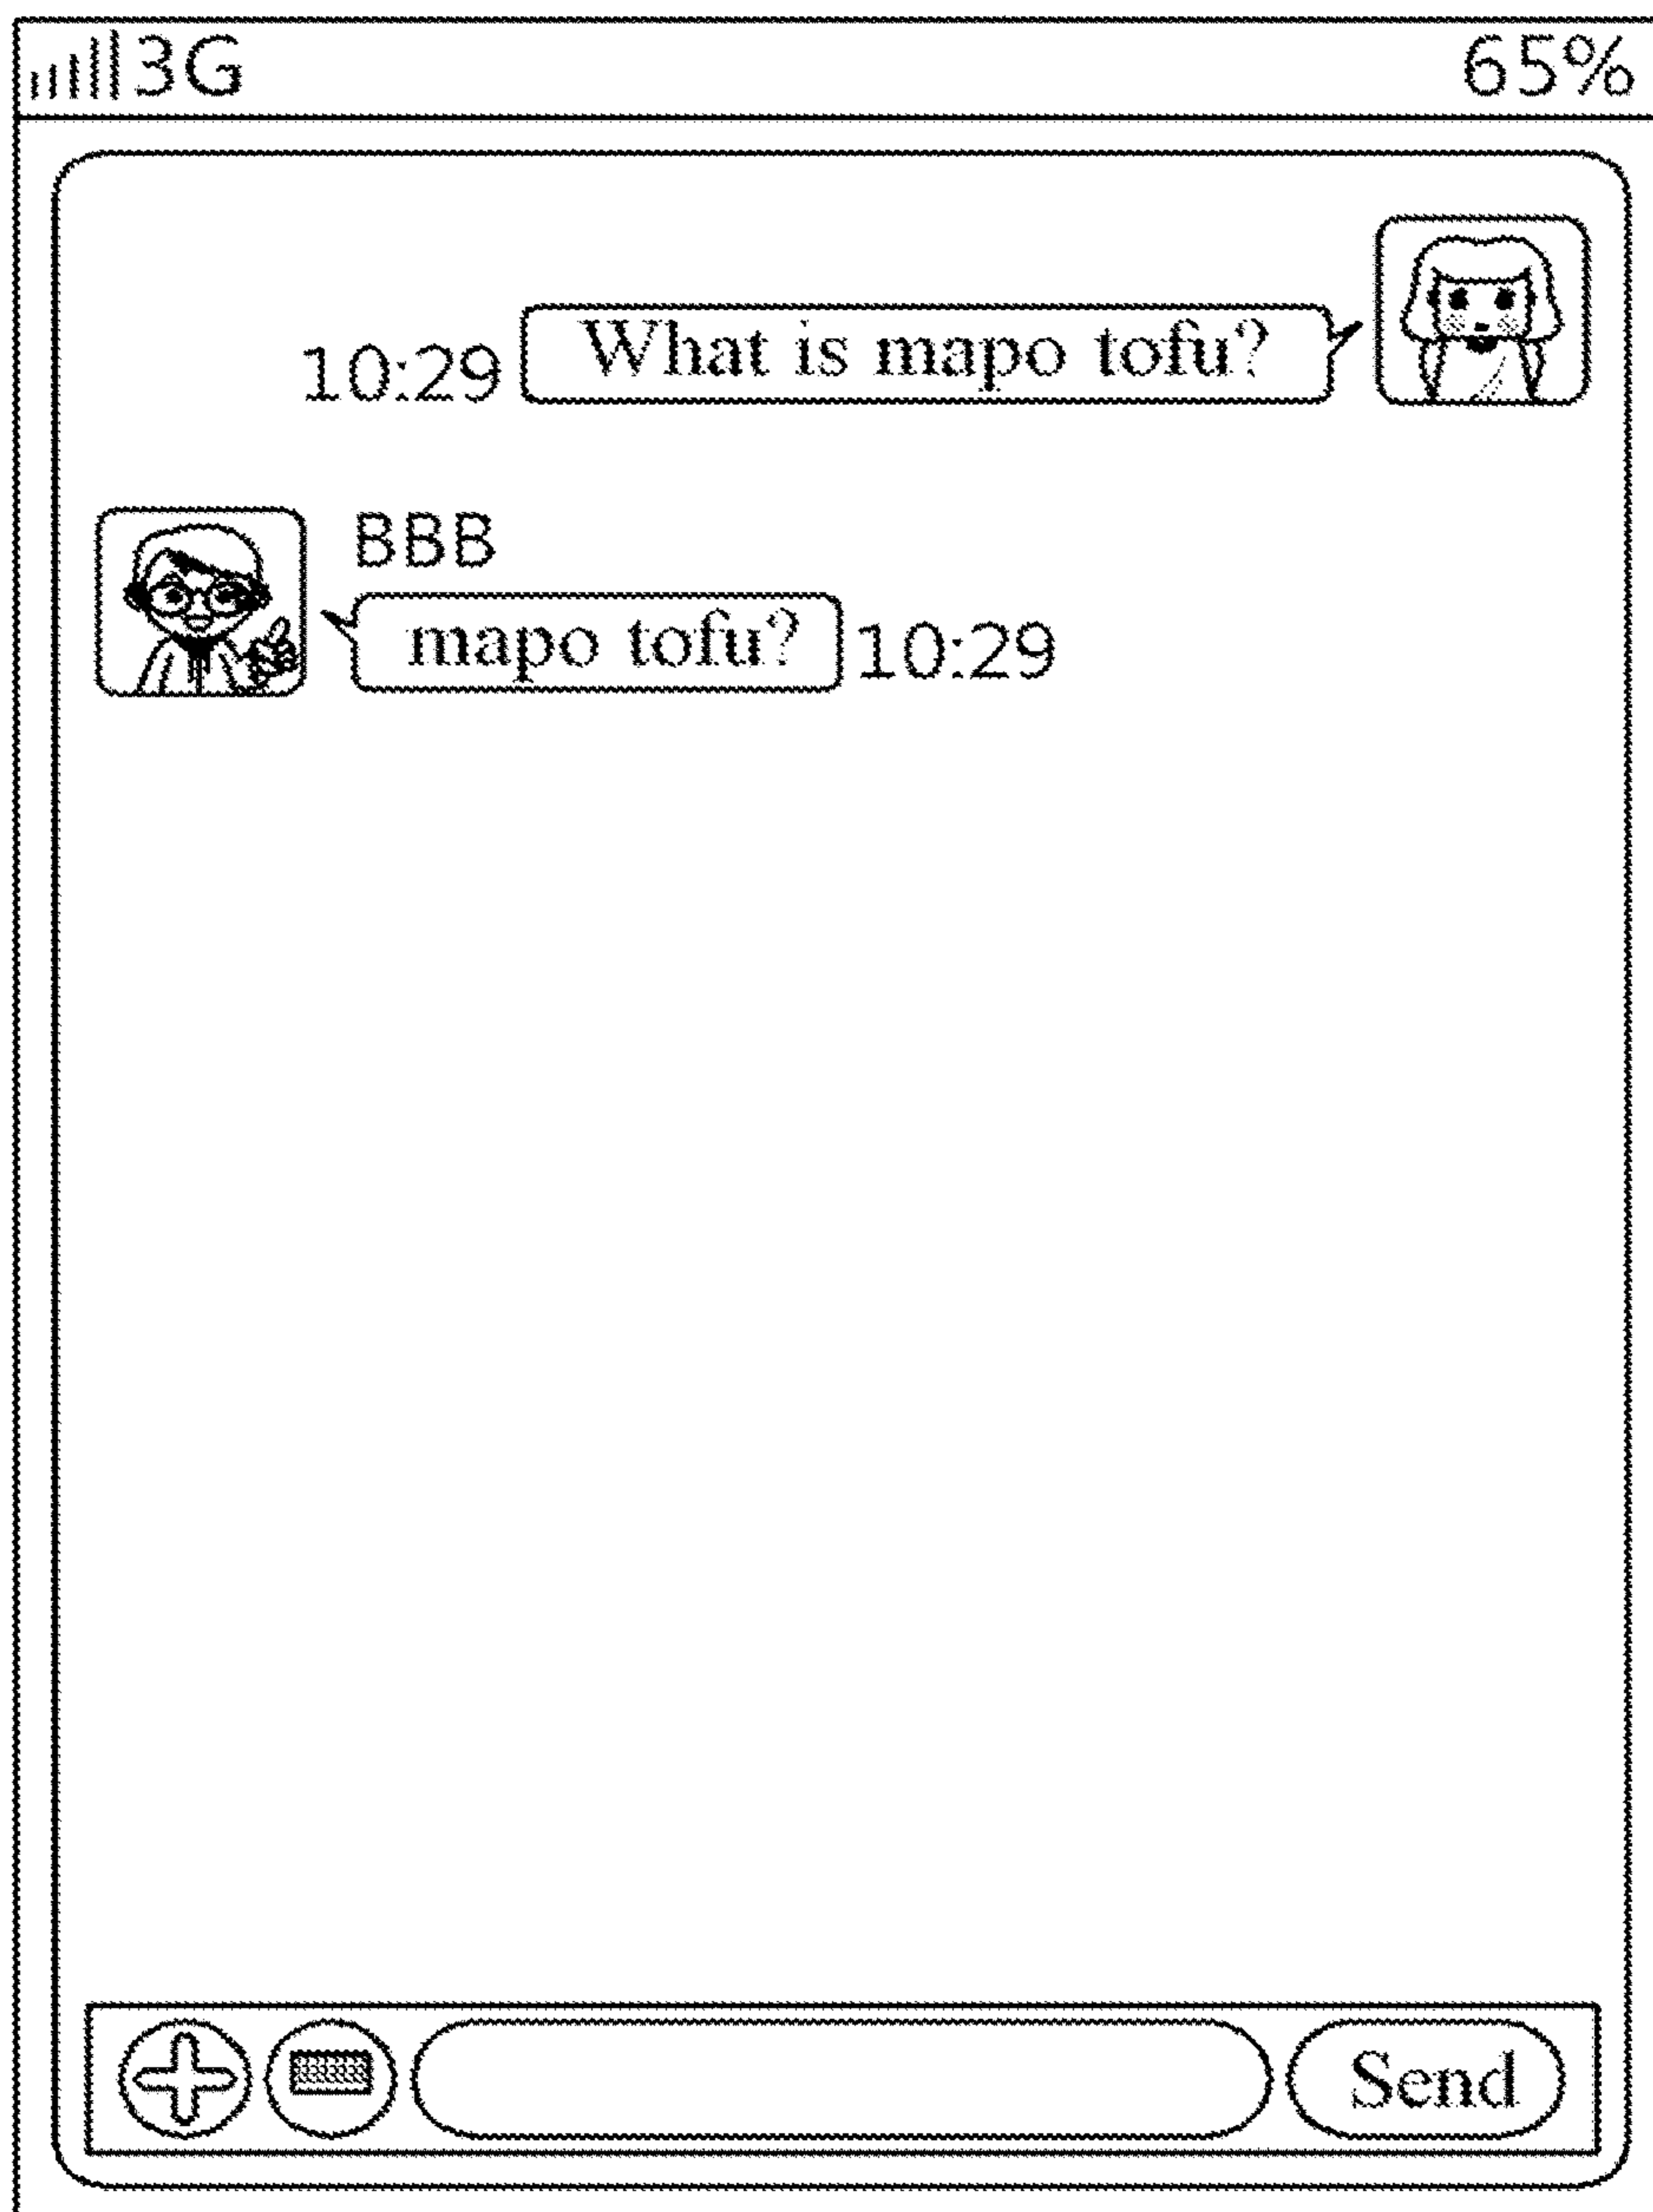 3G 65%
10:29 What is mapo tofu?
BBB
mapo tofu? 10:29
Send